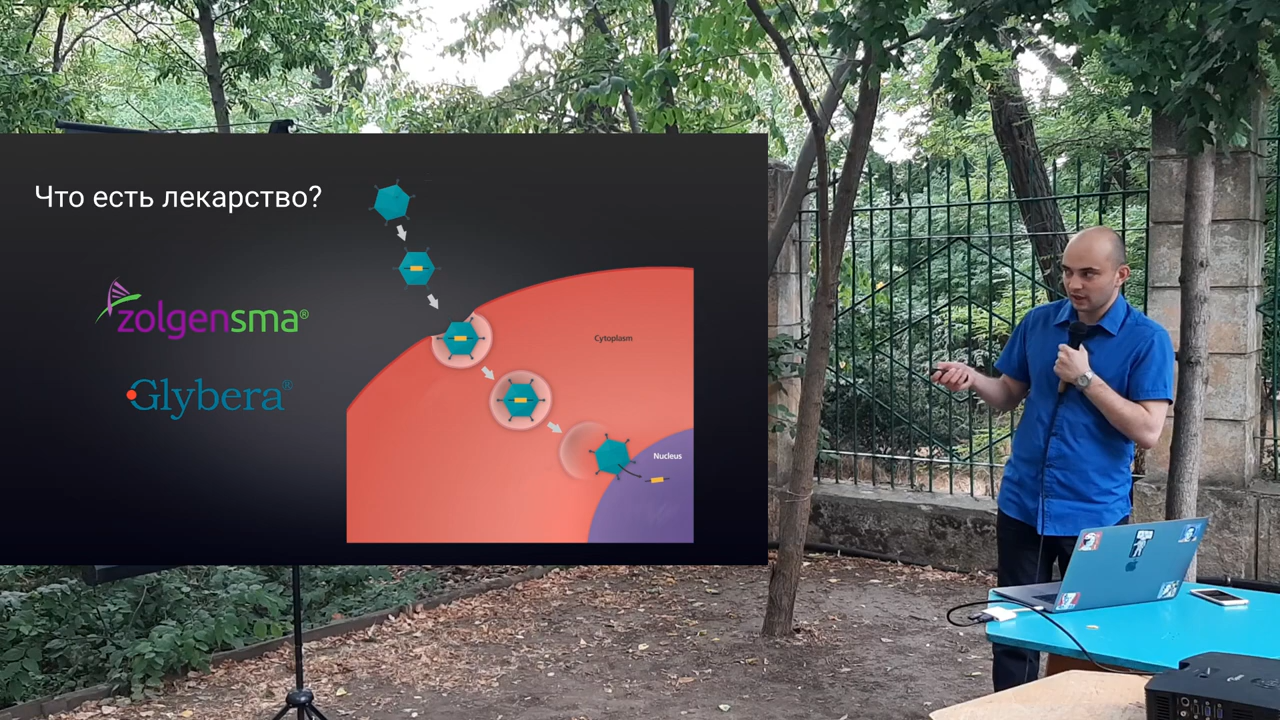 Что есть лекарство?
zolgensma®
Glybera®
Cytoplasm
Nucleus